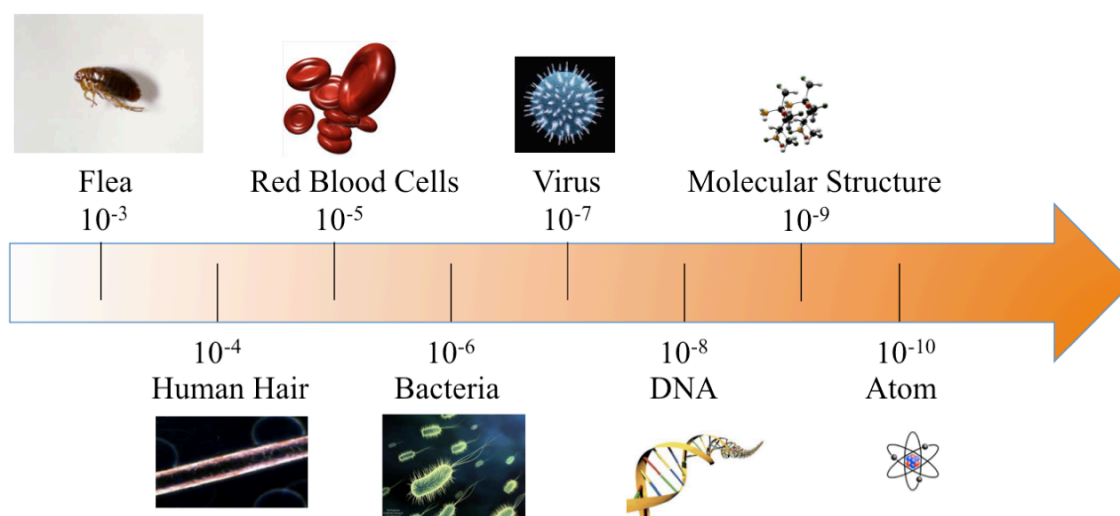 Flea
Red Blood Cells
Virus
Molecular Structure
10⁻³
10⁻⁵
10⁻⁷
10⁻⁹
10⁻⁴
10⁻⁶
10⁻⁸
10⁻¹⁰
Human Hair
Bacteria
DNA
Atom